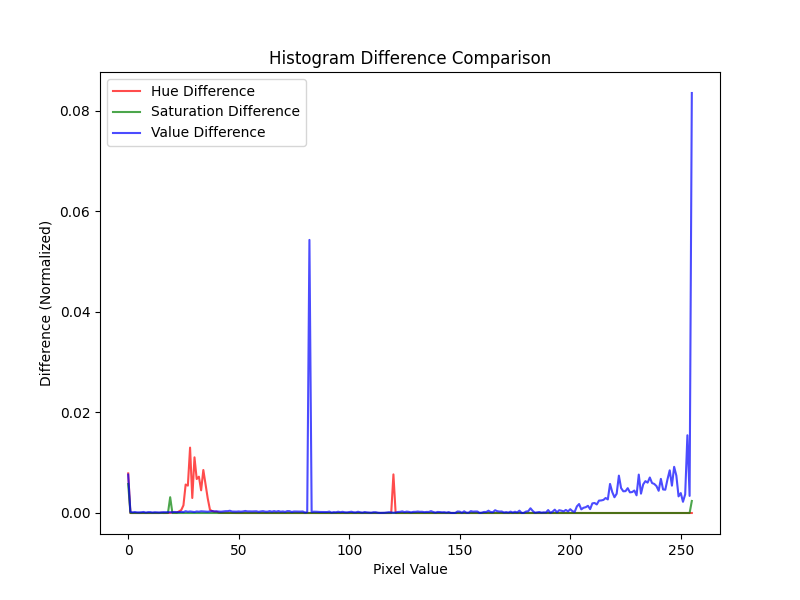 Histogram Difference Comparison
Hue Difference
Saturation Difference
Value Difference
Difference (Normalized)
0.08
0.06
0.04
0.02
0.00
0
50
100
150
200
250
Pixel Value